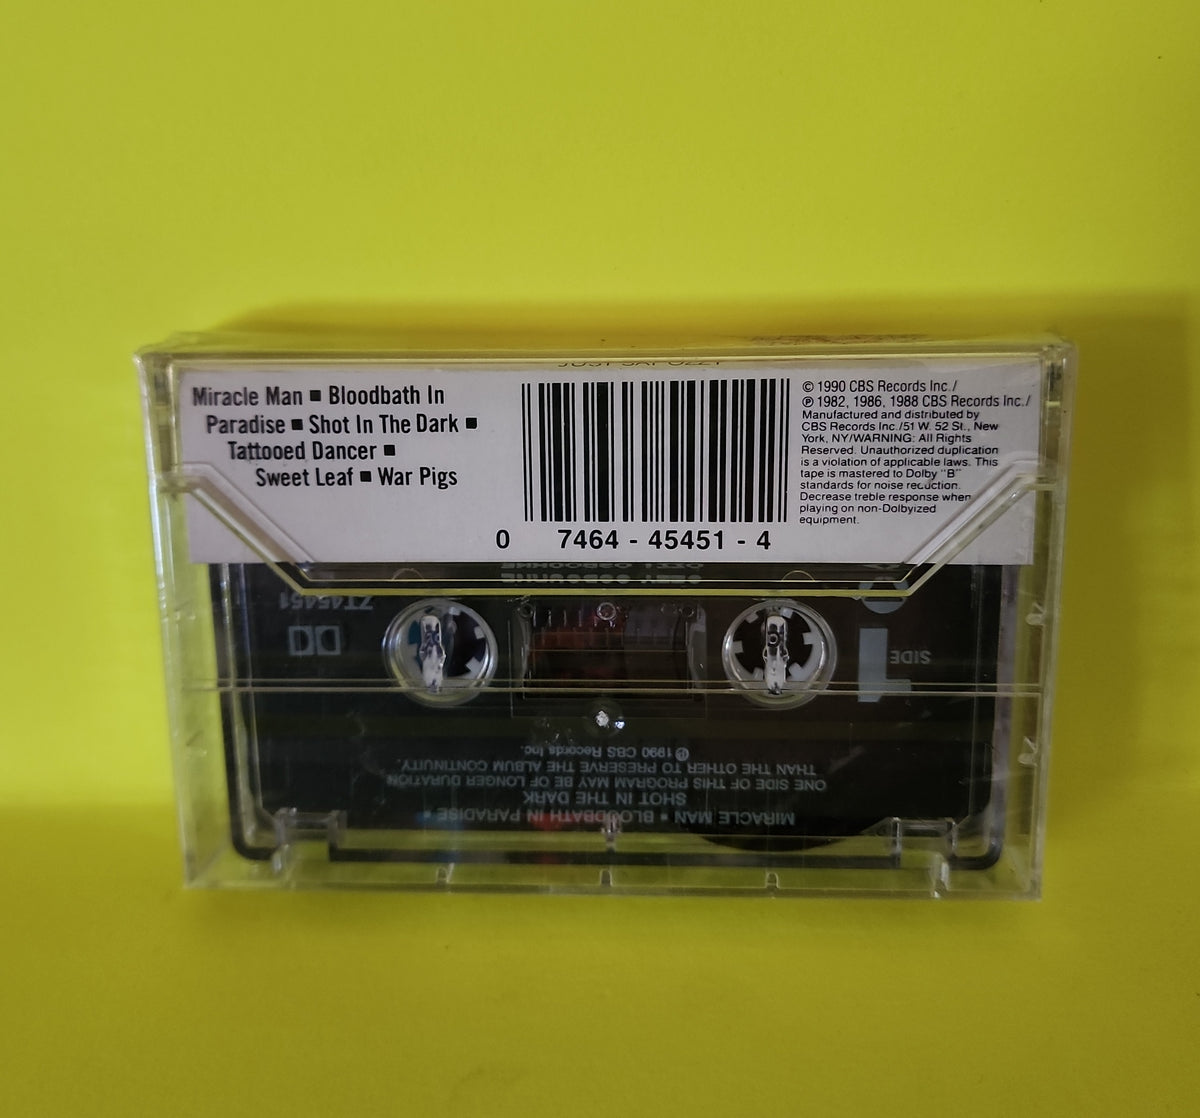 JUST SAY OZZY
Miracle Man ■ Bloodbath In
Paradise ■ Shot In The Dark ■
Tattooed Dancer ■
Sweet Leaf ■ War Pigs
0 7464 - 45451 - 4
© 1990 CBS Records Inc./
℗ 1982, 1986, 1988 CBS Records Inc./
Manufactured and distributed by
CBS Records Inc./51 W. 52 St., New
York, NY/WARNING: All Rights
Reserved. Unauthorized duplication
is a violation of applicable laws. This
tape is mastered to Dolby "B"
standards for noise reduction.
Decrease treble response when
playing on non-Dolbyized
equipment.
MIRACLE MAN ■ BLOODBATH IN PARADISE ■
SHOT IN THE DARK
ONE SIDE OF THIS PROGRAM MAY BE OF LONGER DURATION
THAN THE OTHER TO PRESERVE THE ALBUM CONTINUITY.
℗ 1990 CBS Records Inc.
SIDE 1
ZT45451
OZZY OSBOURNE